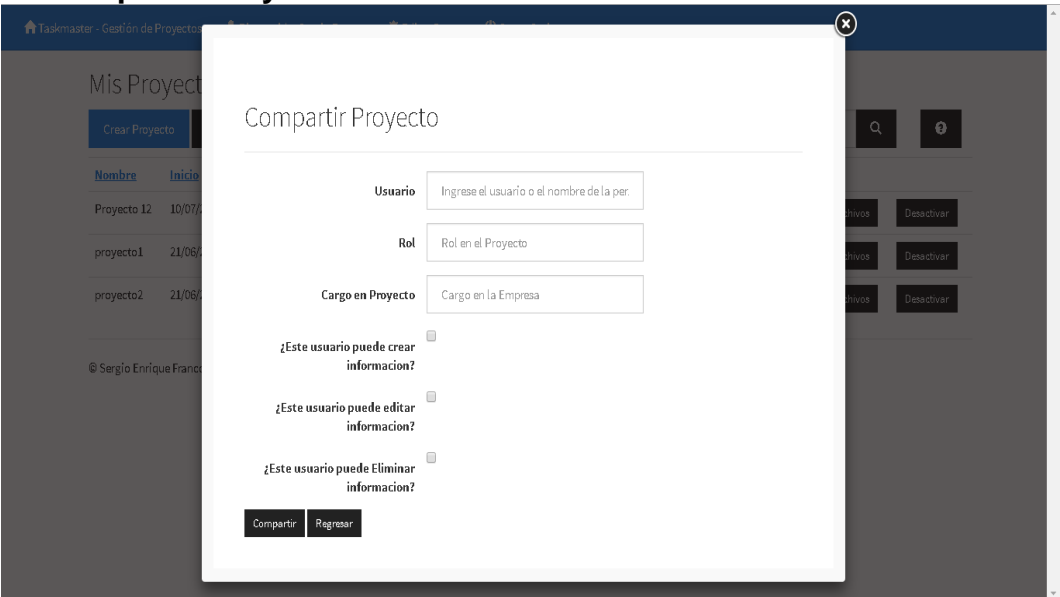 Taskmaster - Gestión de Proyectos
Mis Proyect
Crear Proyecto
Nombre Inicio
Proyecto 12 10/07/
proyecto1 21/06/
proyecto2 21/06/
chivos Desactivar
chivos Desactivar
chivos Desactivar
© Sergio Enrique Franco
Compartir Proyecto
Usuario Ingrese el usuario o el nombre de la per.
Rol Rol en el Proyecto
Cargo en Proyecto Cargo en la Empresa
¿Este usuario puede crear
informacion?
¿Este usuario puede editar
informacion?
¿Este usuario puede Eliminar
informacion?
Compartir Regresar